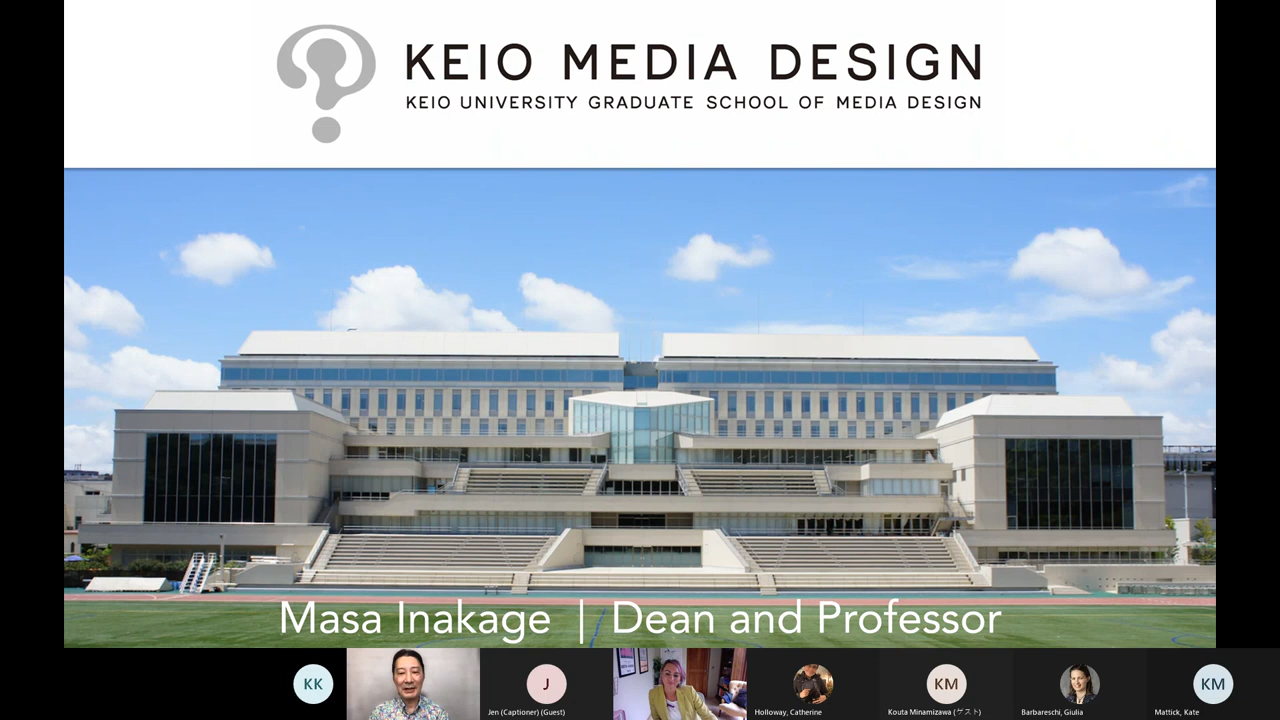 KEIO MEDIA DESIGN
KEIO UNIVERSITY GRADUATE SCHOOL OF MEDIA DESIGN
Masa Inakage | Dean and Professor
KK
J
KM
KM
Jen (Captioner) (Guest)
Holloway, Catherine
Kouta Minamizawa (ゲスト)
Barbareschi, Giulia
Mattick, Kate